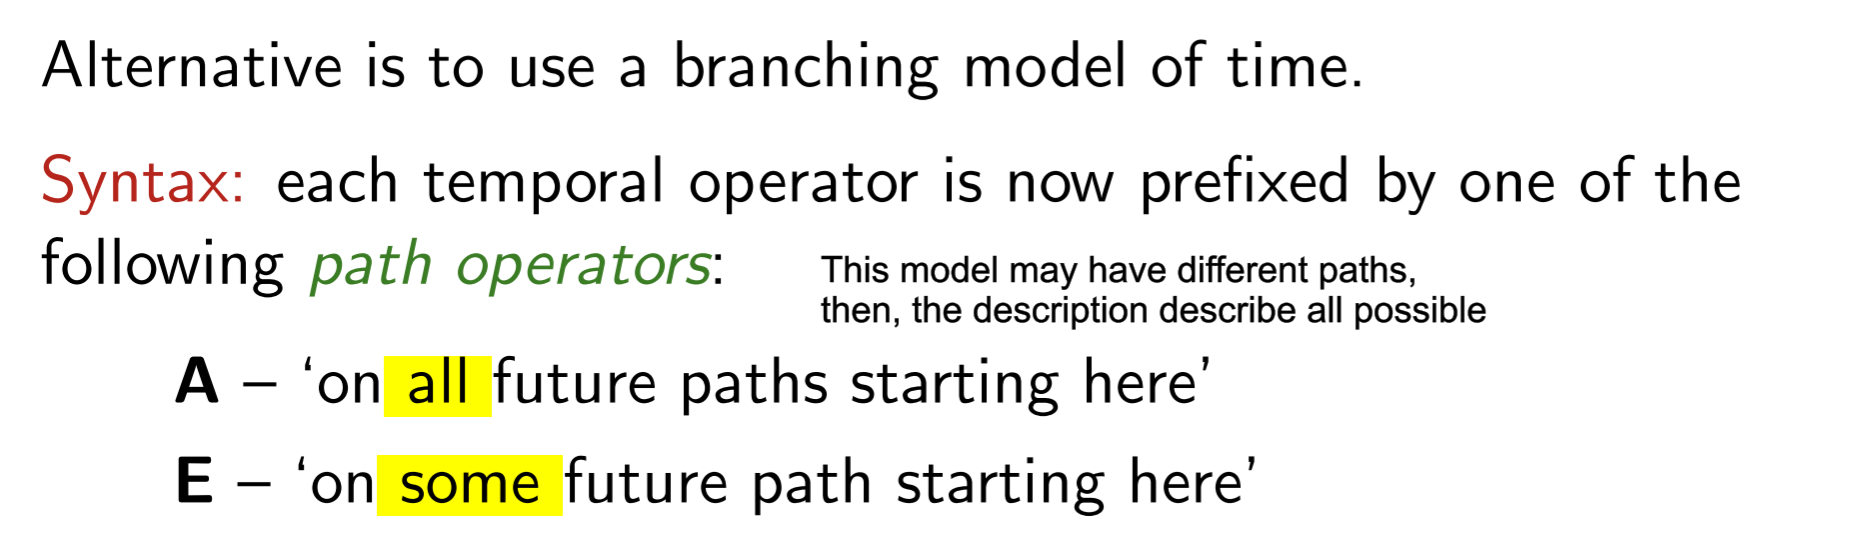 Alternative is to use a branching model of time.
Syntax: each temporal operator is now prefixed by one of the
following path operators:
This model may have different paths,
then, the description describe all possible
A – ‘on all future paths starting here’
E – ‘on some future path starting here’